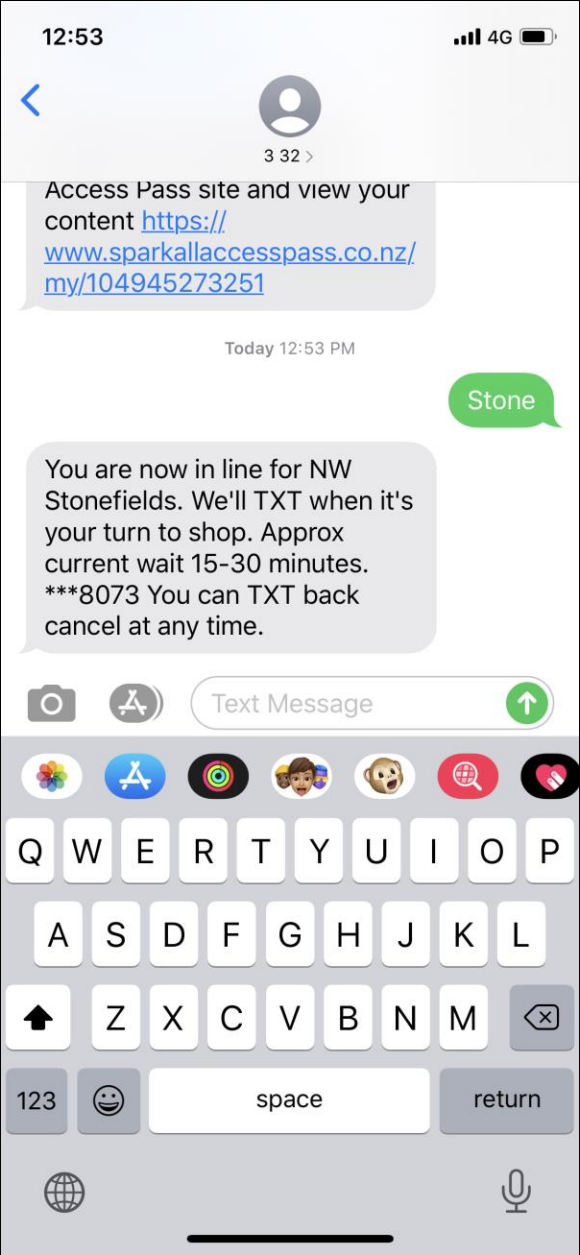 12:53
4G
3 32 >
Access Pass site and view your
content https://
www.sparkallaccesspass.co.nz/
my/104945273251
Today 12:53 PM
Stone
You are now in line for NW
Stonefields. We'll TXT when it's
your turn to shop. Approx
current wait 15-30 minutes.
***8073 You can TXT back
cancel at any time.
Text Message
Q W E R T Y U I O P
A S D F G H J K L
Z X C V B N M
123 space return